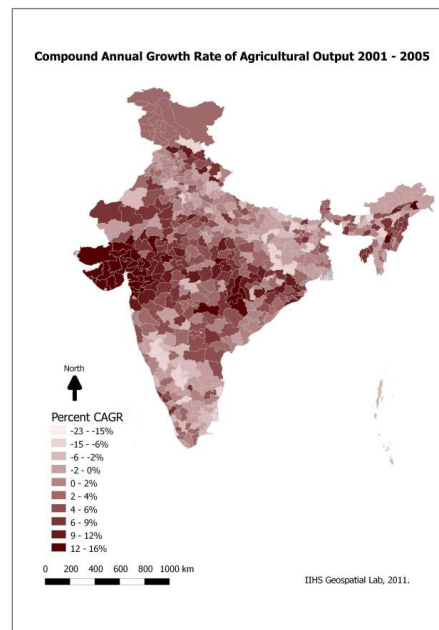 Compound Annual Growth Rate of Agricultural Output 2001 - 2005
North
Percent CAGR
-23 - -15%
-15 - -6%
-6 - -2%
-2 - 0%
0 - 2%
2 - 4%
4 - 6%
6 - 9%
9 - 12%
12 - 16%
0 200 400 600 800 1000 km
IIHS Geospatial Lab, 2011.